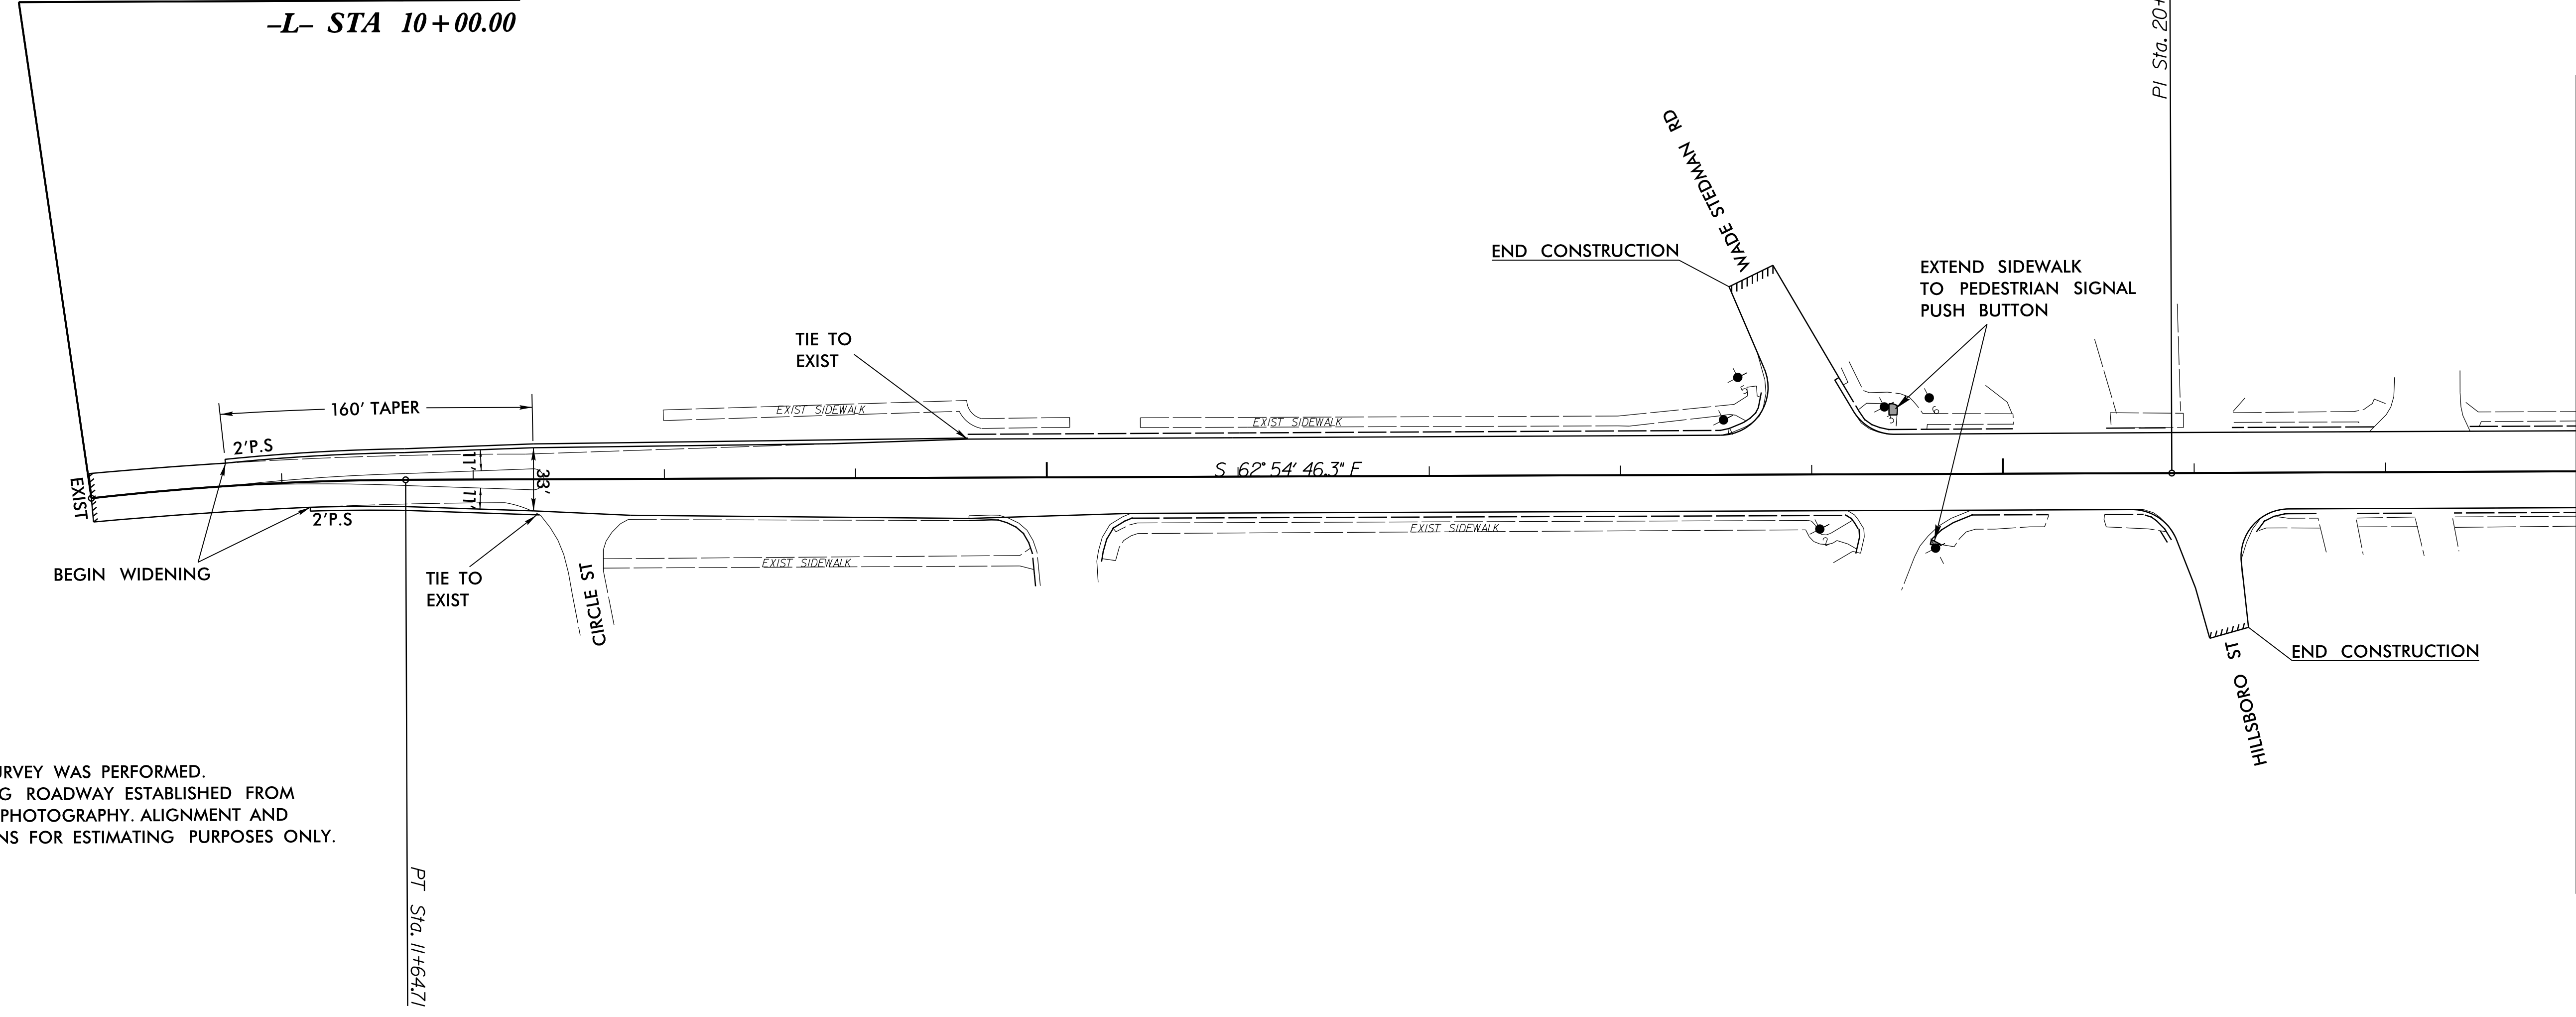 –L– STA 10+00.00
PI Sta. 20+
WADE STEDMAN RD
END CONSTRUCTION
EXTEND SIDEWALK
TO PEDESTRIAN SIGNAL
PUSH BUTTON
TIE TO
EXIST
160' TAPER
EXIST SIDEWALK
EXIST SIDEWALK
5
6
2'P.S
11'
33'
S 62° 54' 46.3" E
EXIST
11'
2'P.S
EXIST SIDEWALK
2
EXIST SIDEWALK
BEGIN WIDENING
TIE TO
EXIST
CIRCLE ST
HILLSBORO ST
END CONSTRUCTION
URVEY WAS PERFORMED.
G ROADWAY ESTABLISHED FROM
PHOTOGRAPHY. ALIGNMENT AND
NS FOR ESTIMATING PURPOSES ONLY.
PT Sta. 11+64.71